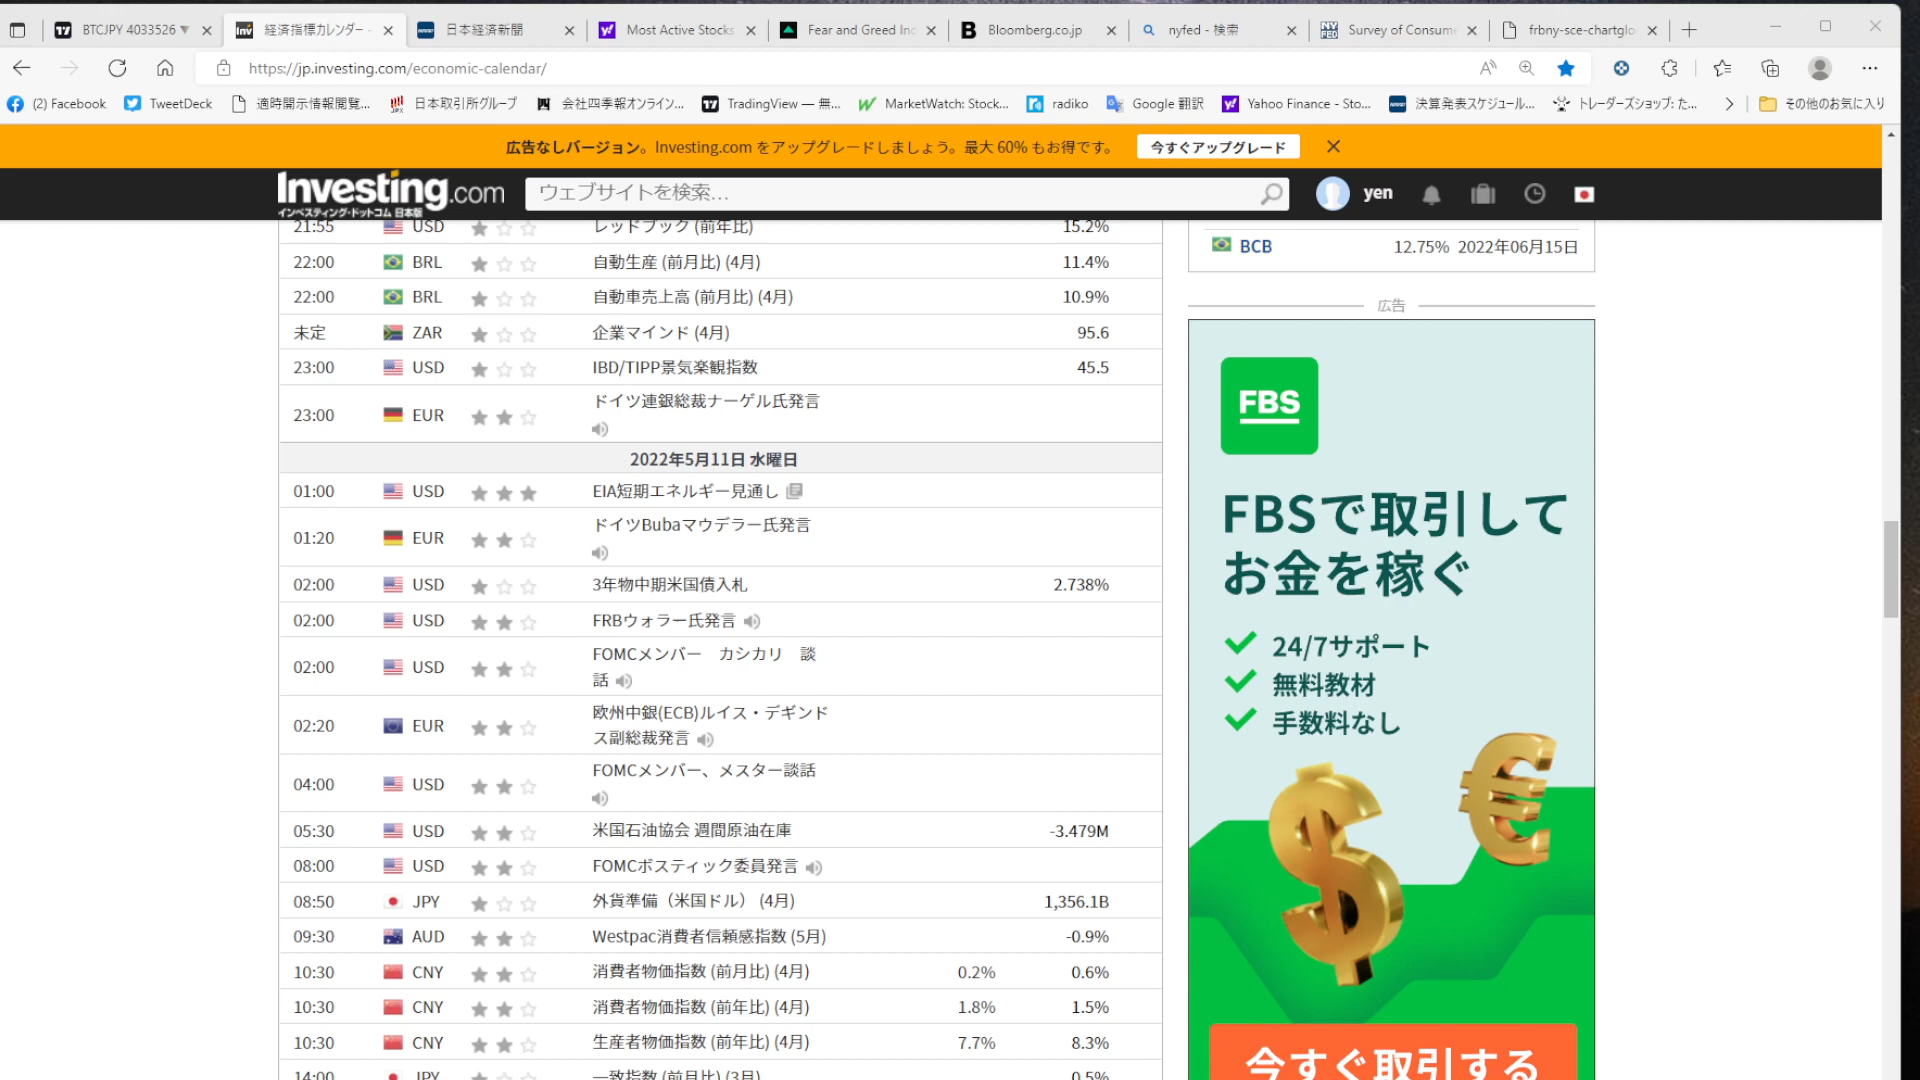 BTCJPY 4033526 ▼
経済指標カレンダー -
日本経済新聞
Most Active Stocks
Fear and Greed Ind
Bloomberg.co.jp
nyfed - 検索
Survey of Consume
frbny-sce-chartglo
https://jp.investing.com/economic-calendar/
(2) Facebook
TweetDeck
適時開示情報閲覧...
日本取引所グループ
会社四季報オンライン...
TradingView — 無...
MarketWatch: Stock...
radiko
Google 翻訳
Yahoo Finance - Sto...
決算発表スケジュール...
トレーダーズショップ: た...
その他のお気に入り
広告なしバージョン。Investing.com をアップグレードしましょう。最大 60% もお得です。
今すぐアップグレード
Investing.com
インベスティング・ドットコム 日本版
ウェブサイトを検索...
yen
21:55 USD レッドブック (前年比) 15.2%
22:00 BRL 自動生産 (前月比) (4月) 11.4%
22:00 BRL 自動車売上高 (前月比) (4月) 10.9%
未定 ZAR 企業マインド (4月) 95.6
23:00 USD IBD/TIPP景気楽観指数 45.5
23:00 EUR ドイツ連銀総裁ナーゲル氏発言
2022年5月11日 水曜日
01:00 USD EIA短期エネルギー見通し
01:20 EUR ドイツBubaマウデラー氏発言
02:00 USD 3年物中期米国債入札 2.738%
02:00 USD FRBウォラー氏発言
02:00 USD FOMCメンバー　カシカリ　談
話
02:20 EUR 欧州中銀(ECB)ルイス・デギンド
ス副総裁発言
04:00 USD FOMCメンバー、メスター談話
05:30 USD 米国石油協会 週間原油在庫 -3.479M
08:00 USD FOMCボスティック委員発言
08:50 JPY 外貨準備（米国ドル） (4月) 1,356.1B
09:30 AUD Westpac消費者信頼感指数 (5月) -0.9%
10:30 CNY 消費者物価指数 (前月比) (4月) 0.2% 0.6%
10:30 CNY 消費者物価指数 (前年比) (4月) 1.8% 1.5%
10:30 CNY 生産者物価指数 (前年比) (4月) 7.7% 8.3%
14:00 JPY 一致指数 (前月比) (3月) 0.5%
BCB 12.75% 2022年06月15日
広告
FBS
FBSで取引して
お金を稼ぐ
24/7サポート
無料教材
手数料なし
今すぐ取引する